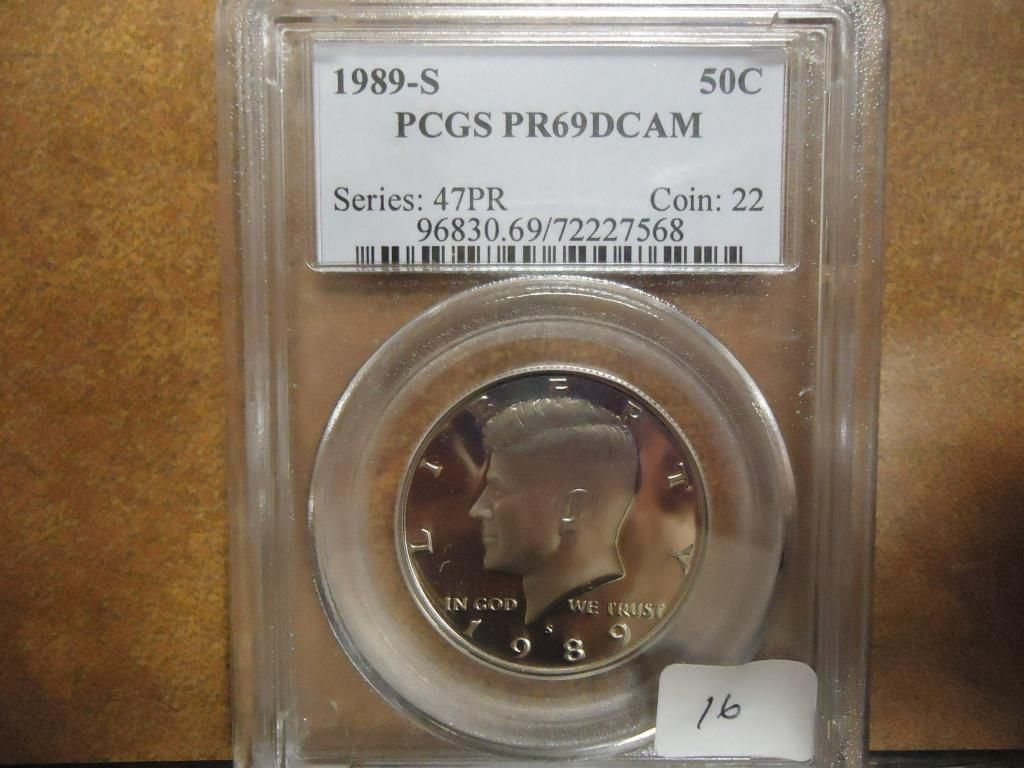 1989-S 50C
PCGS PR69DCAM
Series: 47PR Coin: 22
96830.69/72227568
LIBERTY
IN GOD WE TRUST
S
1989
16